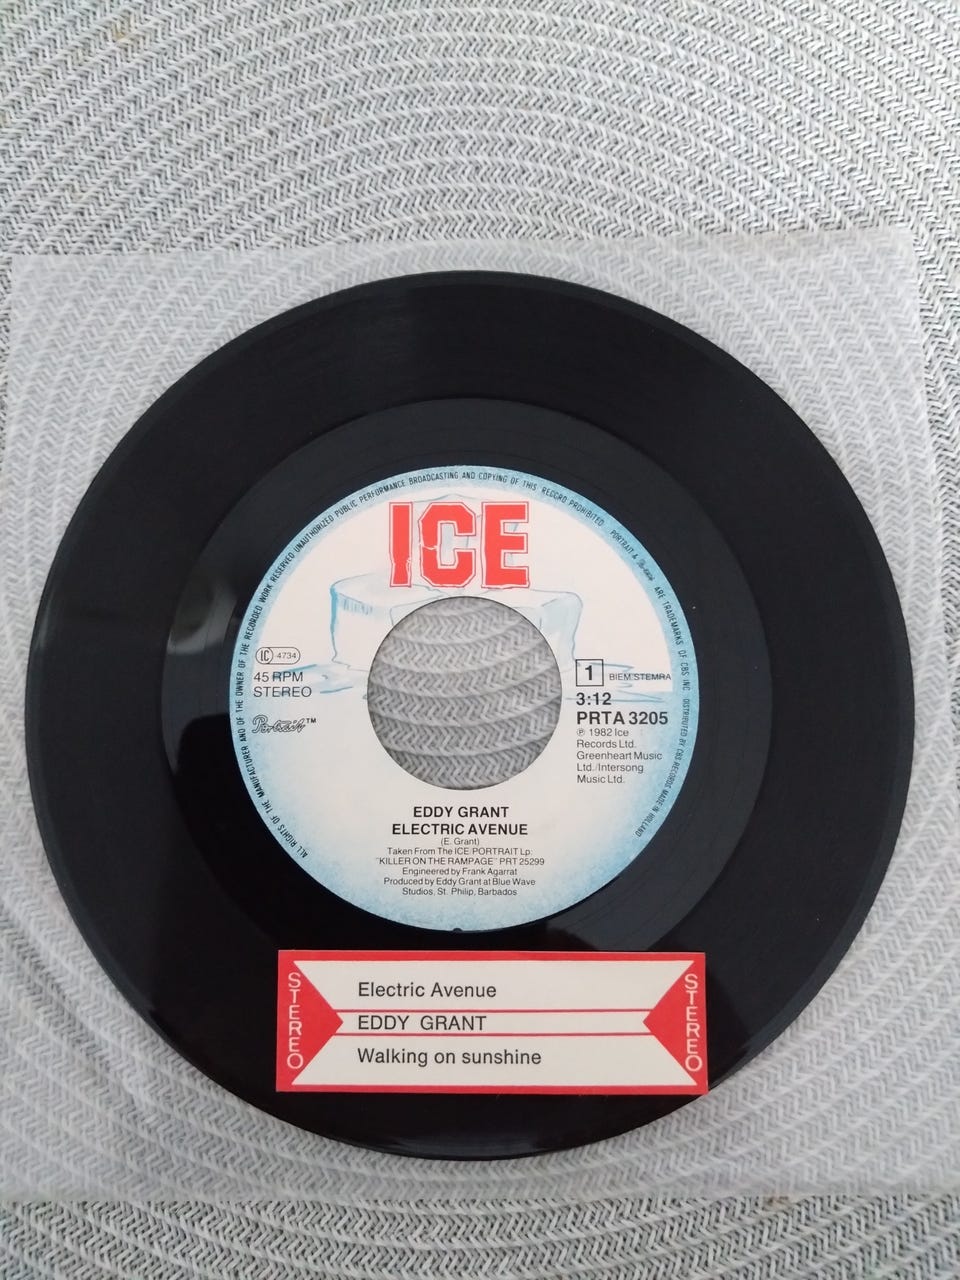 ALL RIGHTS OF THE MANUFACTURER AND OF THE OWNER OF THE RECORDED WORK RESERVED UNAUTHORIZED PUBLIC PERFORMANCE BROADCASTING AND COPYING OF THIS RECORD PROHIBITED PORTRAIT & Portrait ARE TRADEMARKS OF CBS INC. DISTRIBUTED BY CBS RECORDS MADE IN HOLLAND
ICE
IC 4734
45 RPM
STEREO
Portrait™
1 BIEM STEMRA
3:12
PRTA 3205
℗ 1982 Ice
Records Ltd.
Greenheart Music
Ltd./Intersong
Music Ltd.
EDDY GRANT
ELECTRIC AVENUE
(E. Grant)
Taken From The ICE/PORTRAIT Lp:
"KILLER ON THE RAMPAGE" PRT 25299
Engineered by Frank Agarrat
Produced by Eddy Grant at Blue Wave
Studios, St. Philip, Barbados
STEREO
Electric Avenue
EDDY GRANT
Walking on sunshine
STEREO